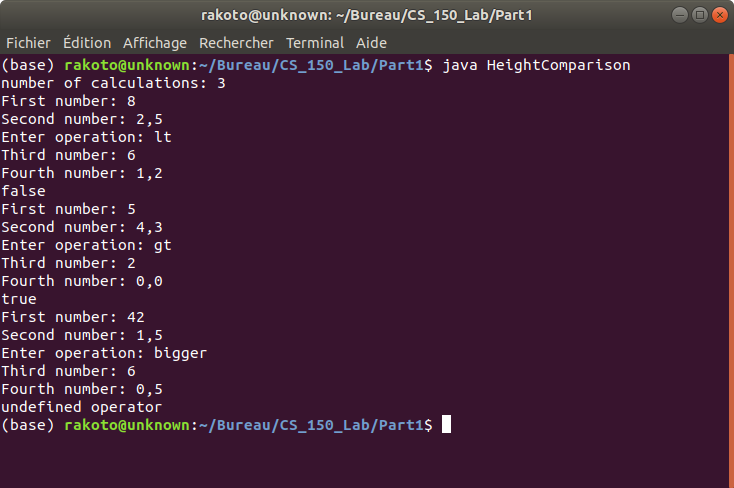 rakoto@unknown: ~/Bureau/CS_150_Lab/Part1
Fichier Édition Affichage Rechercher Terminal Aide
(base) rakoto@unknown:~/Bureau/CS_150_Lab/Part1$ java HeightComparison
number of calculations: 3
First number: 8
Second number: 2,5
Enter operation: lt
Third number: 6
Fourth number: 1,2
false
First number: 5
Second number: 4,3
Enter operation: gt
Third number: 2
Fourth number: 0,0
true
First number: 42
Second number: 1,5
Enter operation: bigger
Third number: 6
Fourth number: 0,5
undefined operator
(base) rakoto@unknown:~/Bureau/CS_150_Lab/Part1$